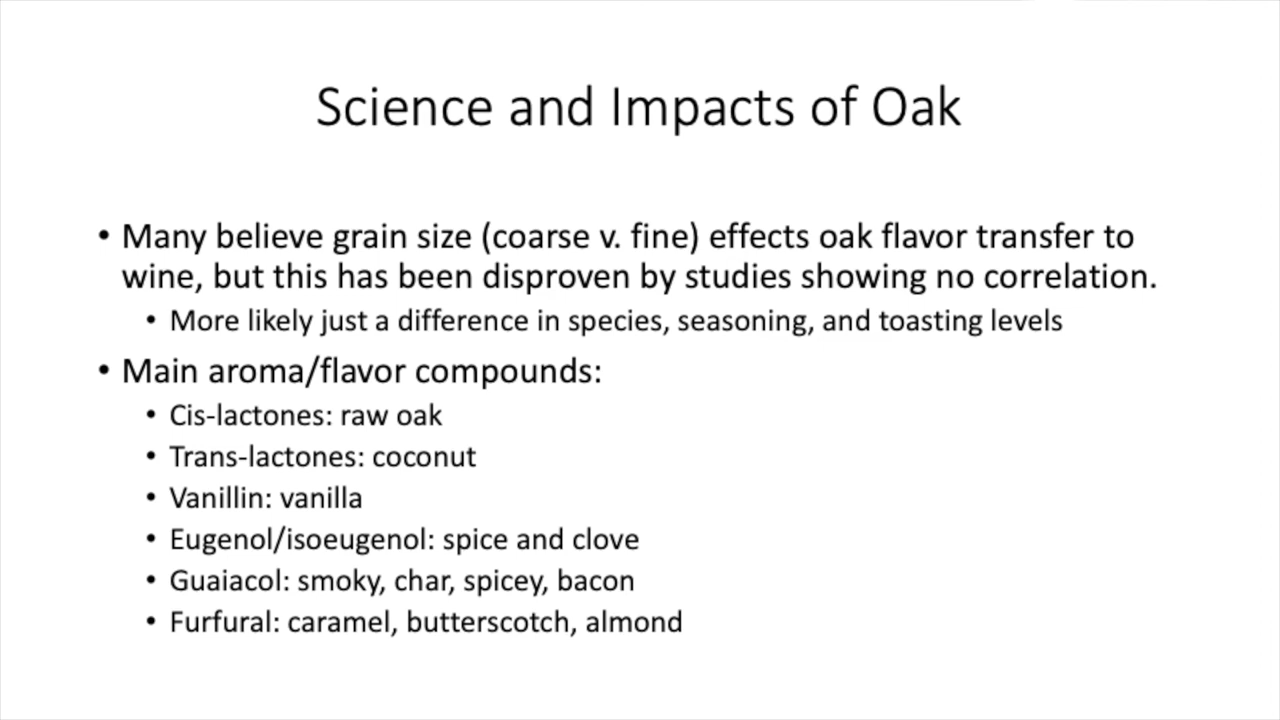 Science and Impacts of Oak
• Many believe grain size (coarse v. fine) effects oak flavor transfer to
wine, but this has been disproven by studies showing no correlation.
• More likely just a difference in species, seasoning, and toasting levels
• Main aroma/flavor compounds:
• Cis-lactones: raw oak
• Trans-lactones: coconut
• Vanillin: vanilla
• Eugenol/isoeugenol: spice and clove
• Guaiacol: smoky, char, spicey, bacon
• Furfural: caramel, butterscotch, almond